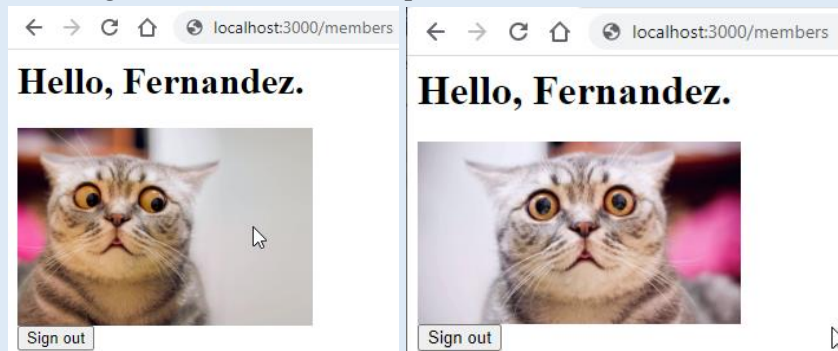 localhost:3000/members
Hello, Fernandez.
Sign out
localhost:3000/members
Hello, Fernandez.
Sign out